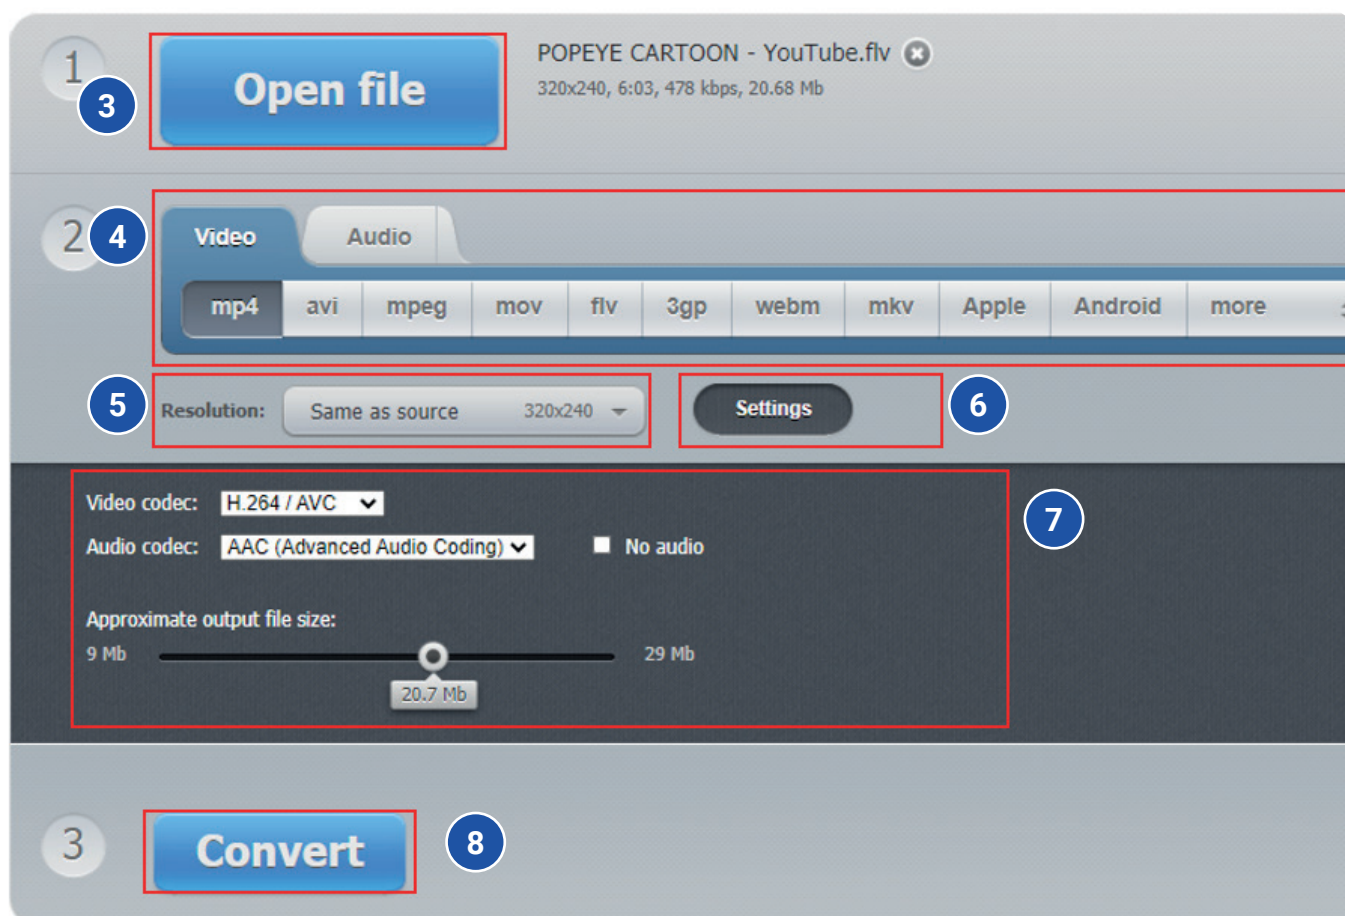 1
3
Open file
POPEYE CARTOON - YouTube.flv
320x240, 6:03, 478 kbps, 20.68 Mb
2
4
Video Audio
mp4 avi mpeg mov flv 3gp webm mkv Apple Android more
5
Resolution: Same as source 320x240
Settings
6
Video codec: H.264 / AVC
7
Audio codec: AAC (Advanced Audio Coding) No audio
Approximate output file size:
9 Mb 29 Mb
20.7 Mb
3
Convert
8